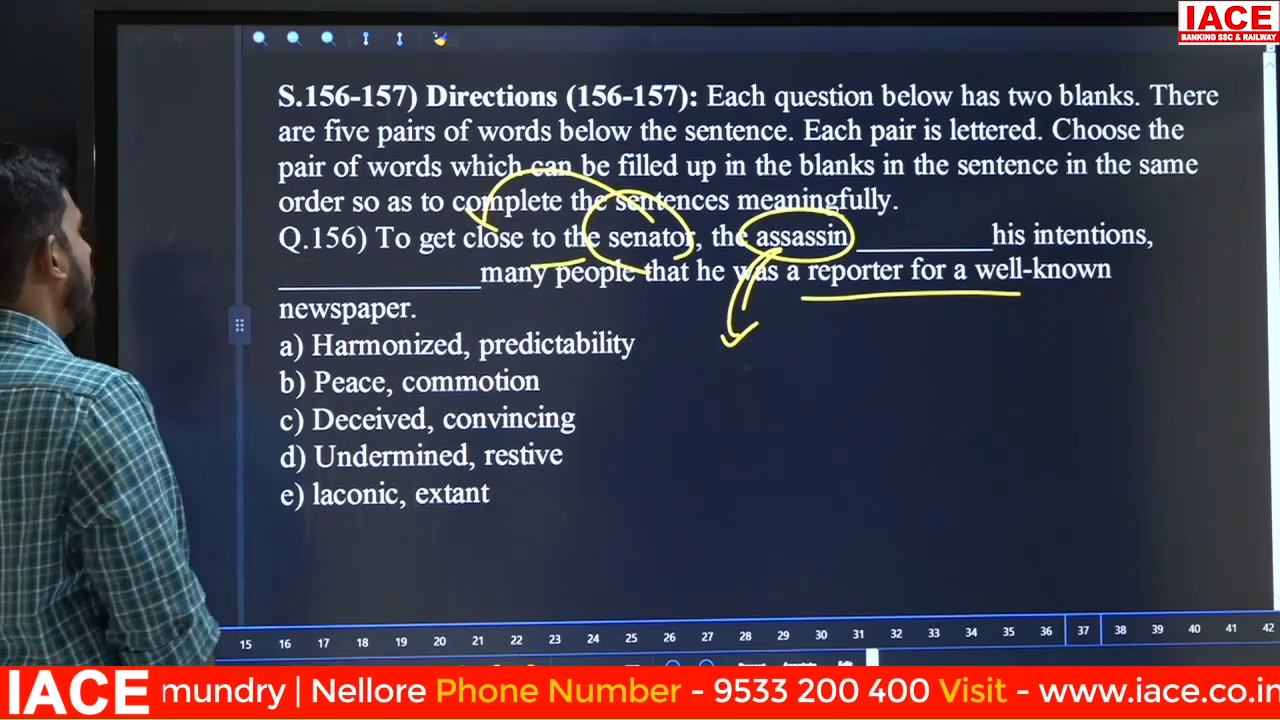 IACE
BANKING SSC & RAILWAY
S.156-157) Directions (156-157): Each question below has two blanks. There
are five pairs of words below the sentence. Each pair is lettered. Choose the
pair of words which can be filled up in the blanks in the sentence in the same
order so as to complete the sentences meaningfully.
Q.156) To get close to the senator, the assassin __________ his intentions,
_______________ many people that he was a reporter for a well-known
newspaper.
a) Harmonized, predictability
b) Peace, commotion
c) Deceived, convincing
d) Undermined, restive
e) laconic, extant
15 16 17 18 19 20 21 22 23 24 25 26 27 28 29 30 31 32 33 34 35 36 37 38 39 40 41 42
IACE mundry | Nellore Phone Number - 9533 200 400 Visit - www.iace.co.in